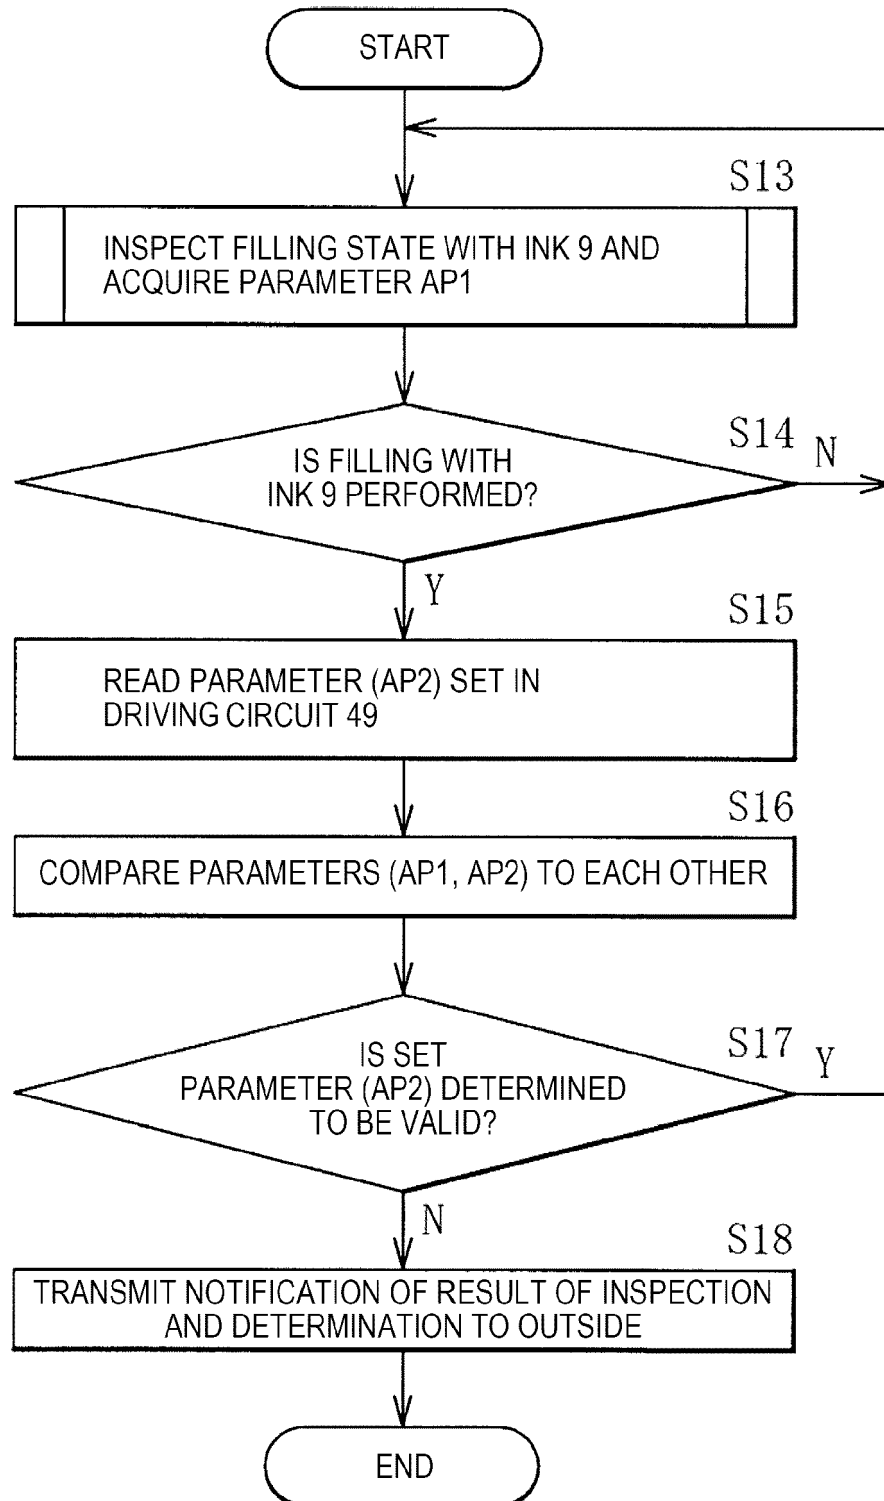 START
S13
INSPECT FILLING STATE WITH INK 9 AND
ACQUIRE PARAMETER AP1
S14
N
IS FILLING WITH
INK 9 PERFORMED?
Y
S15
READ PARAMETER (AP2) SET IN
DRIVING CIRCUIT 49
S16
COMPARE PARAMETERS (AP1, AP2) TO EACH OTHER
S17
Y
IS SET
PARAMETER (AP2) DETERMINED
TO BE VALID?
N
S18
TRANSMIT NOTIFICATION OF RESULT OF INSPECTION
AND DETERMINATION TO OUTSIDE
END